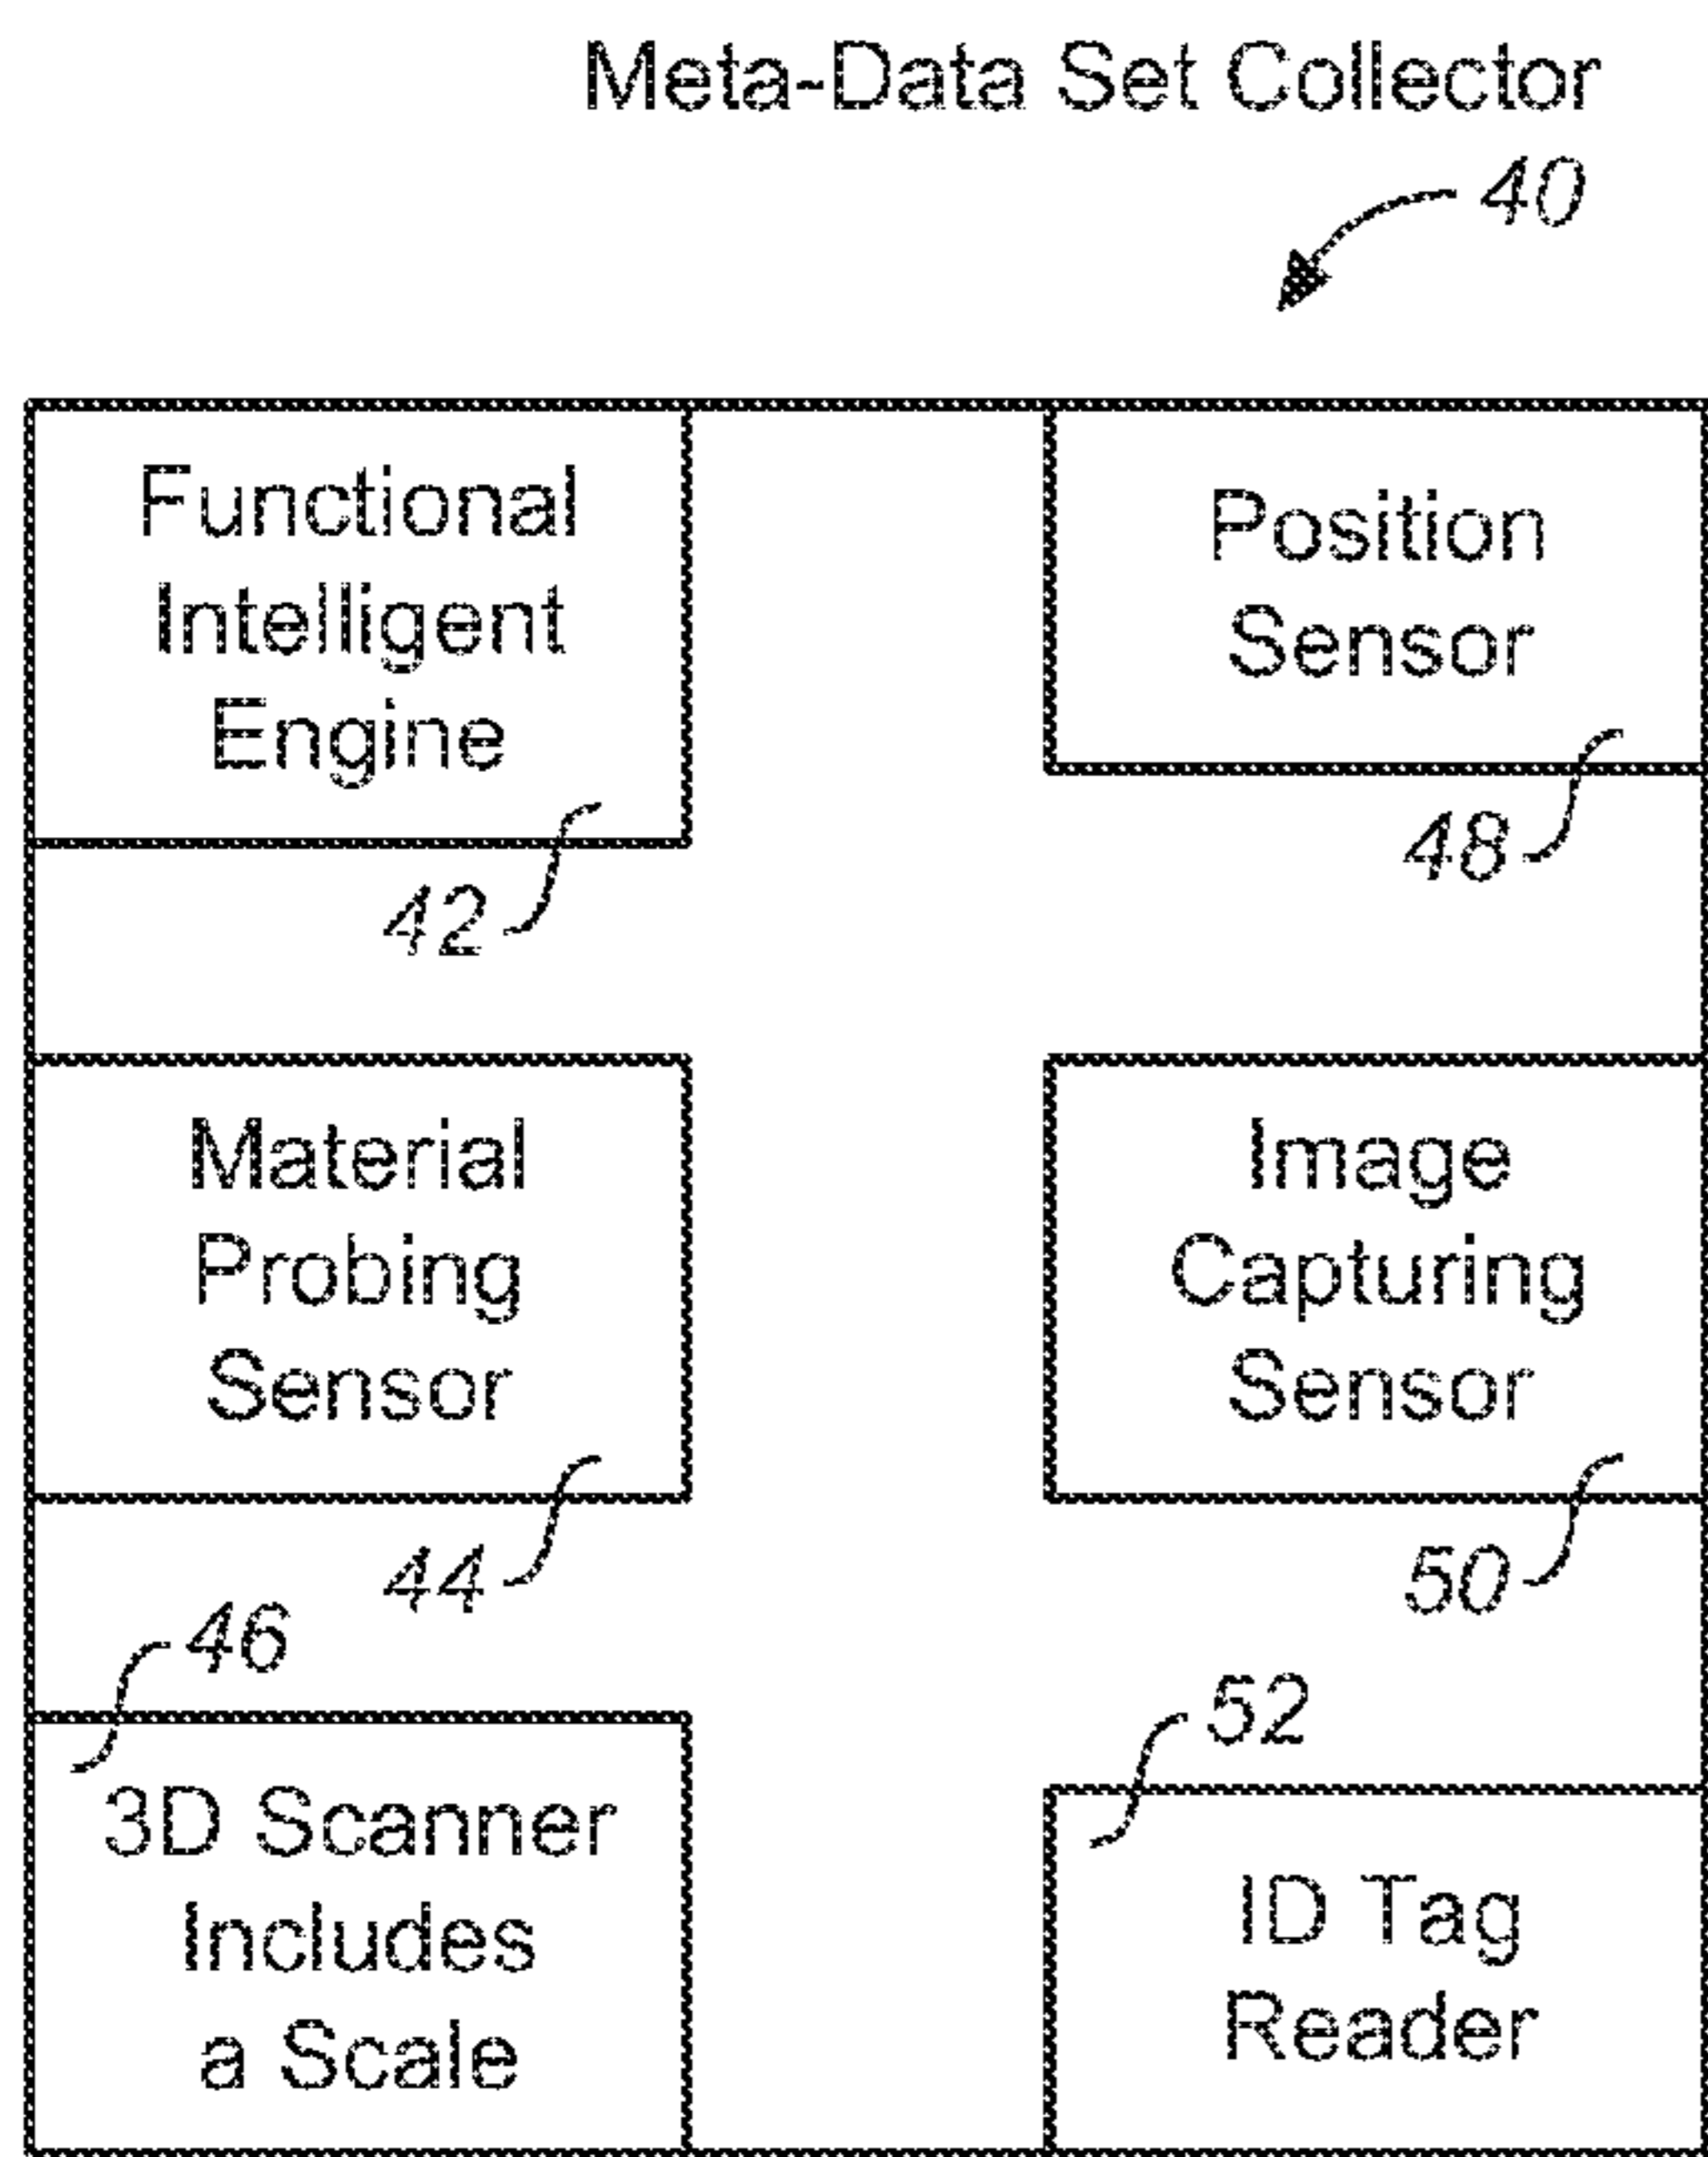 Meta-Data Set Collector
40
Functional
Intelligent
Engine
42
Position
Sensor
48
Material
Probing
Sensor
44
Image
Capturing
Sensor
50
46
3D Scanner
Includes
a Scale
52
ID Tag
Reader